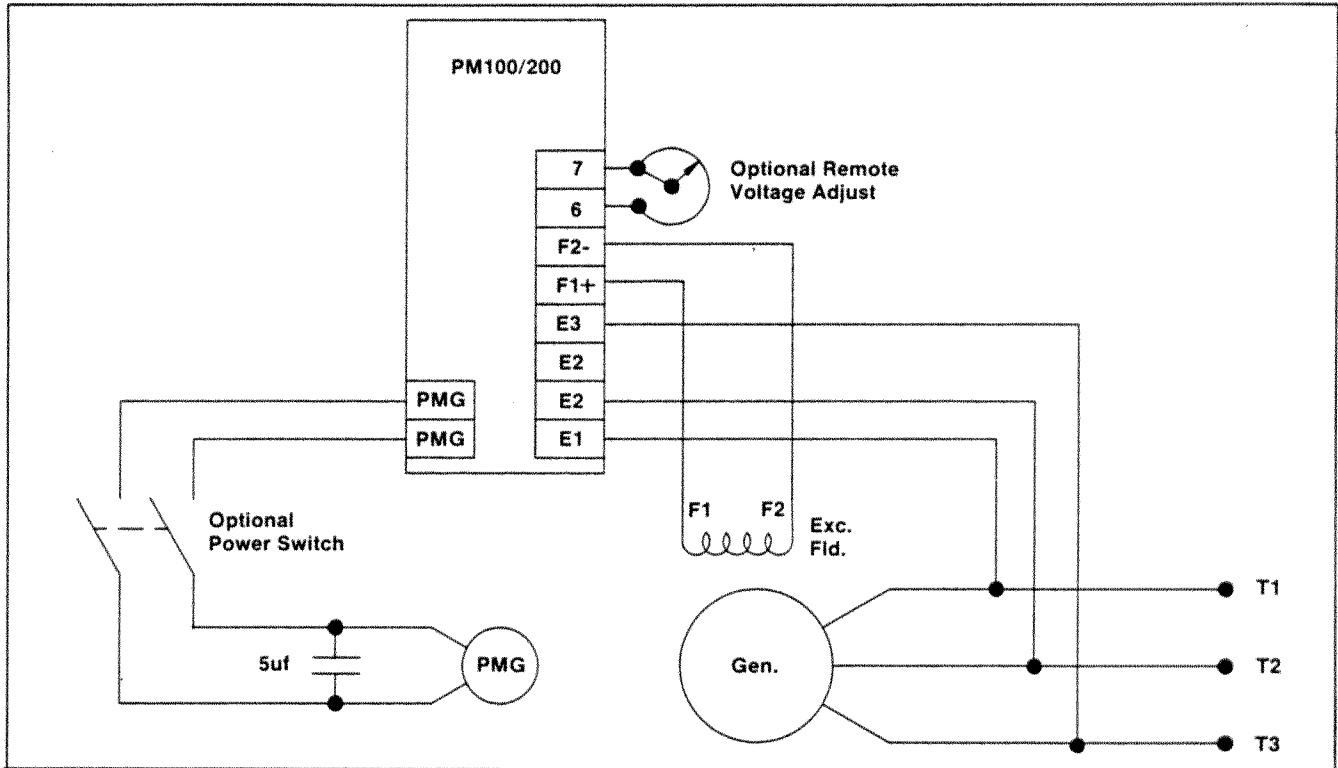 PM100/200
7
6
F2-
F1+
E3
E2
E2
E1
PMG
PMG
Optional Remote
Voltage Adjust
Optional
Power Switch
F1
F2
Exc.
Fld.
5uf
PMG
Gen.
T1
T2
T3